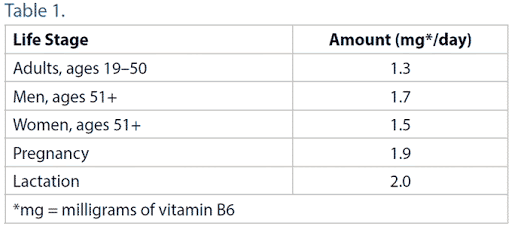 Table 1.
Life Stage Amount (mg*/day)
Adults, ages 19–50 1.3
Men, ages 51+ 1.7
Women, ages 51+ 1.5
Pregnancy 1.9
Lactation 2.0
*mg = milligrams of vitamin B6